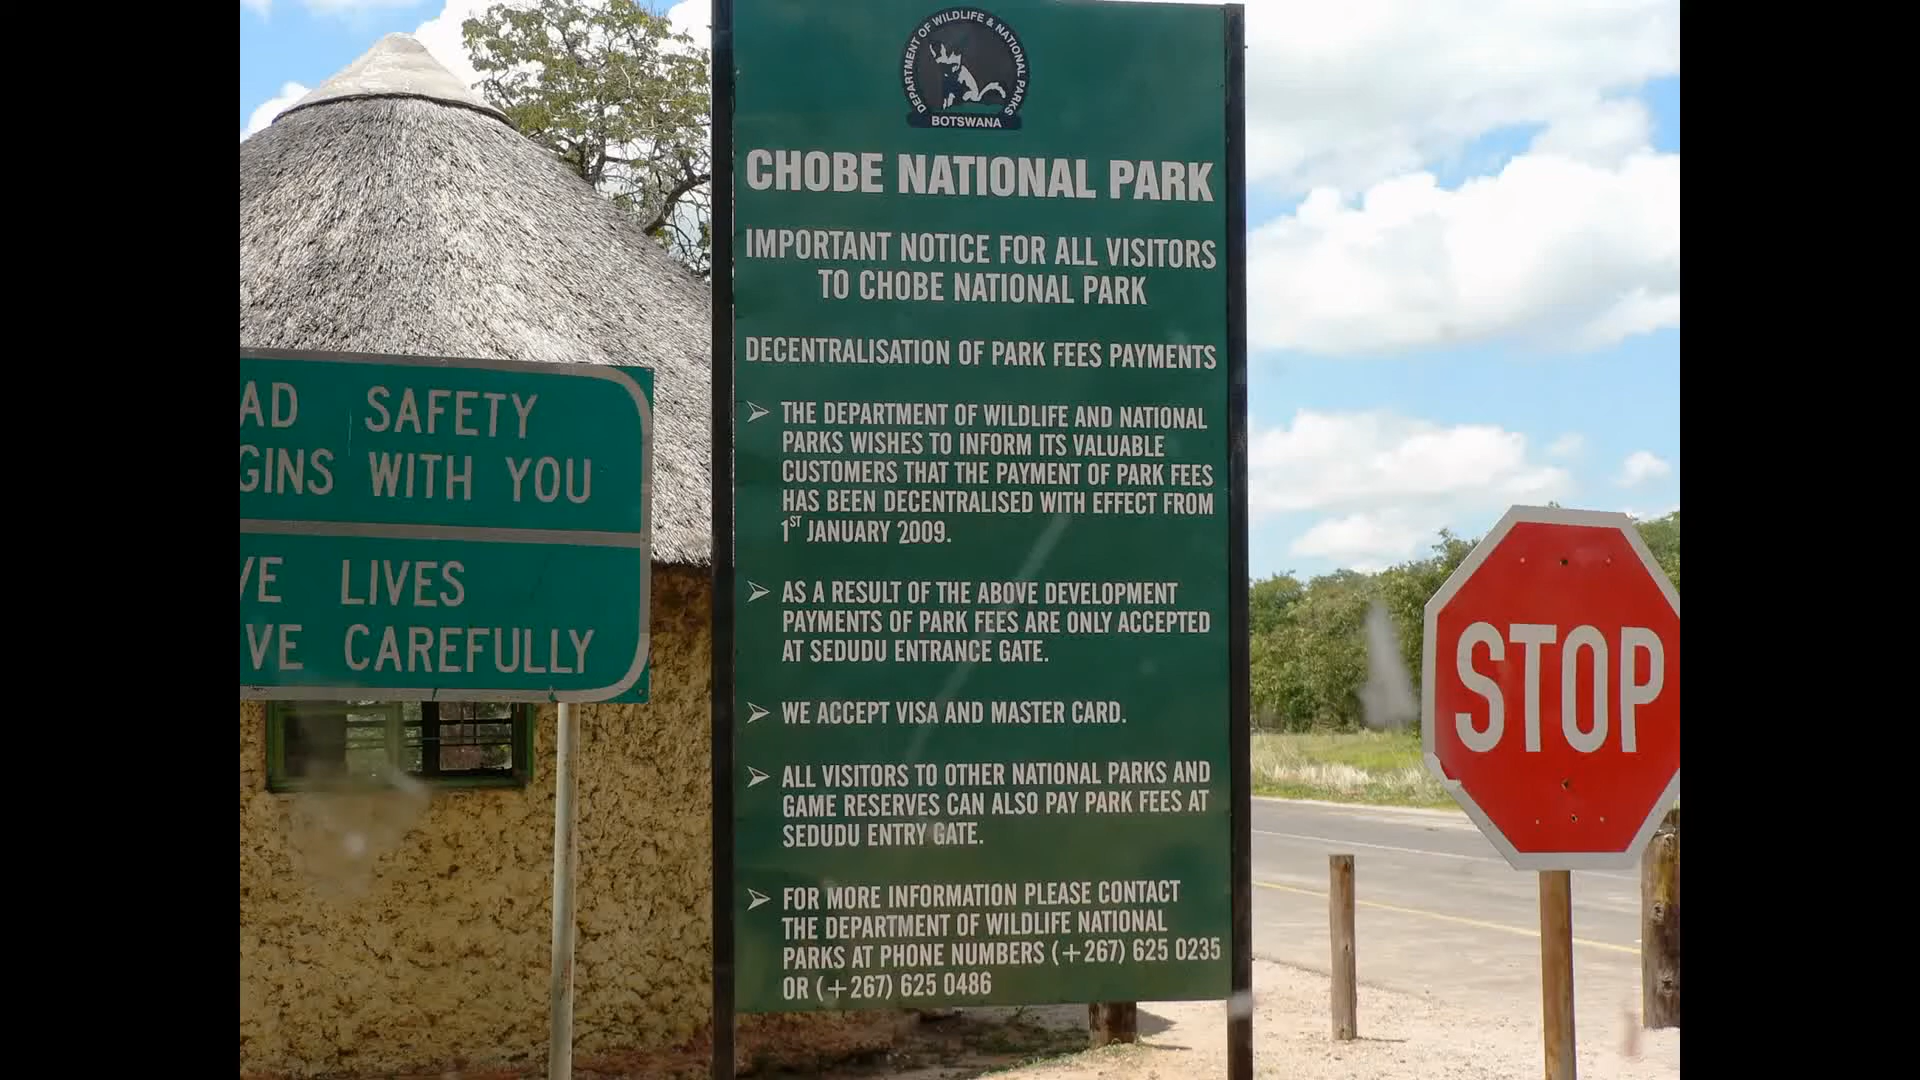 DEPARTMENT OF WILDLIFE & NATIONAL PARKS
BOTSWANA
CHOBE NATIONAL PARK
IMPORTANT NOTICE FOR ALL VISITORS
TO CHOBE NATIONAL PARK
DECENTRALISATION OF PARK FEES PAYMENTS
THE DEPARTMENT OF WILDLIFE AND NATIONAL
PARKS WISHES TO INFORM ITS VALUABLE
CUSTOMERS THAT THE PAYMENT OF PARK FEES
HAS BEEN DECENTRALISED WITH EFFECT FROM
1ST JANUARY 2009.
AS A RESULT OF THE ABOVE DEVELOPMENT
PAYMENTS OF PARK FEES ARE ONLY ACCEPTED
AT SEDUDU ENTRANCE GATE.
WE ACCEPT VISA AND MASTER CARD.
ALL VISITORS TO OTHER NATIONAL PARKS AND
GAME RESERVES CAN ALSO PAY PARK FEES AT
SEDUDU ENTRY GATE.
FOR MORE INFORMATION PLEASE CONTACT
THE DEPARTMENT OF WILDLIFE NATIONAL
PARKS AT PHONE NUMBERS (+267) 625 0235
OR (+267) 625 0486
AD SAFETY
GINS WITH YOU
VE LIVES
VE CAREFULLY
STOP